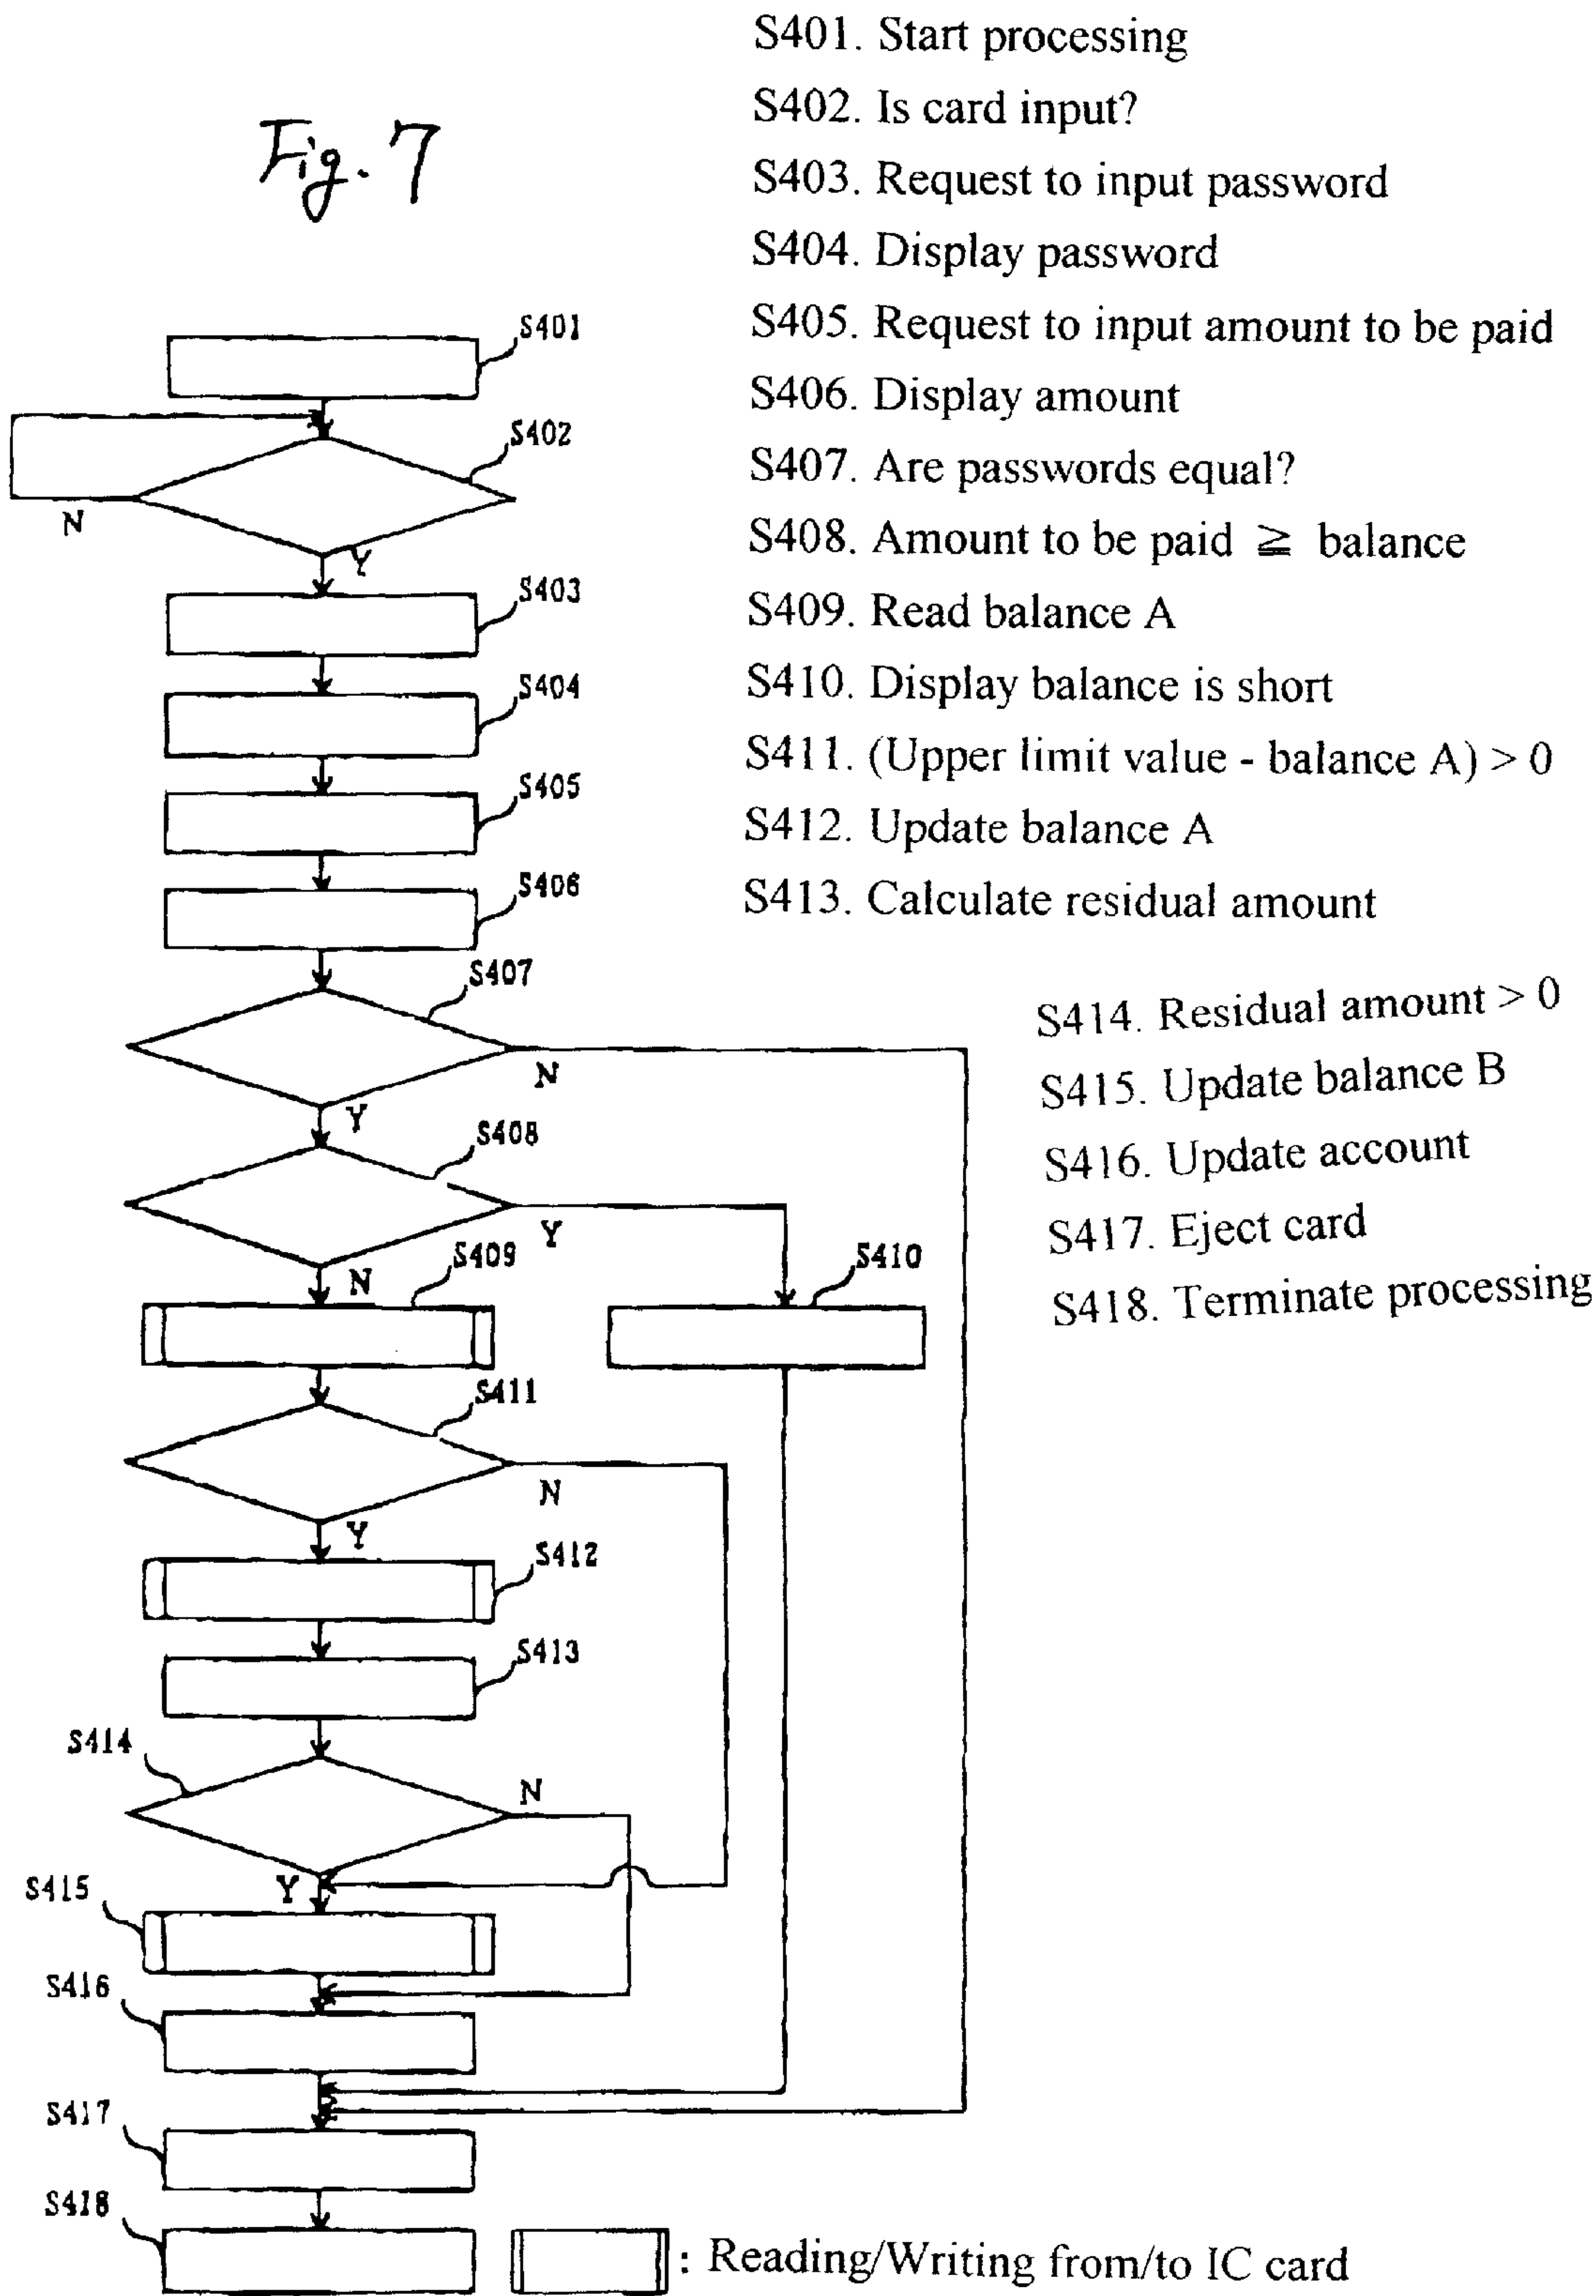 Fig. 7
S401. Start processing
S402. Is card input?
S403. Request to input password
S404. Display password
S405. Request to input amount to be paid
S406. Display amount
S407. Are passwords equal?
S408. Amount to be paid ≧ balance
S409. Read balance A
S410. Display balance is short
S411. (Upper limit value - balance A) > 0
S412. Update balance A
S413. Calculate residual amount
S414. Residual amount > 0
S415. Update balance B
S416. Update account
S417. Eject card
S418. Terminate processing
S401
S402
N
Y
S403
S404
S405
S406
S407
N
Y
S408
Y
N
S409
S410
S411
N
Y
S412
S413
S414
N
Y
S415
S416
S417
S418
: Reading/Writing from/to IC card